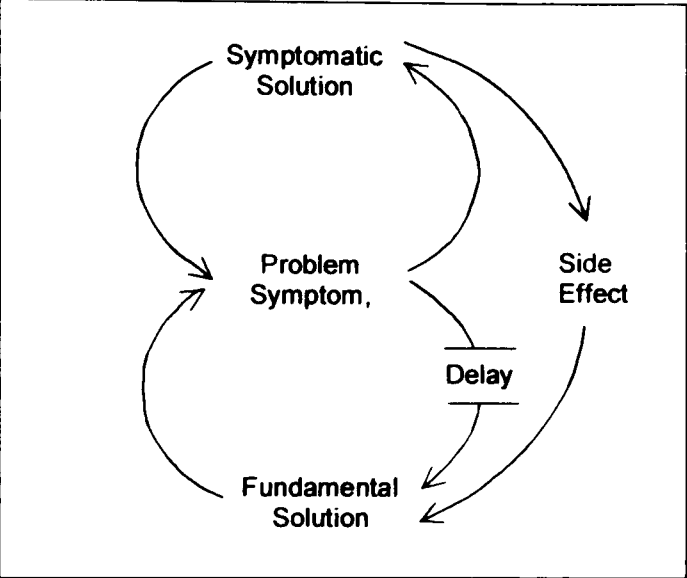 Symptomatic
Solution
Problem
Symptom,
Side
Effect
Delay
Fundamental
Solution